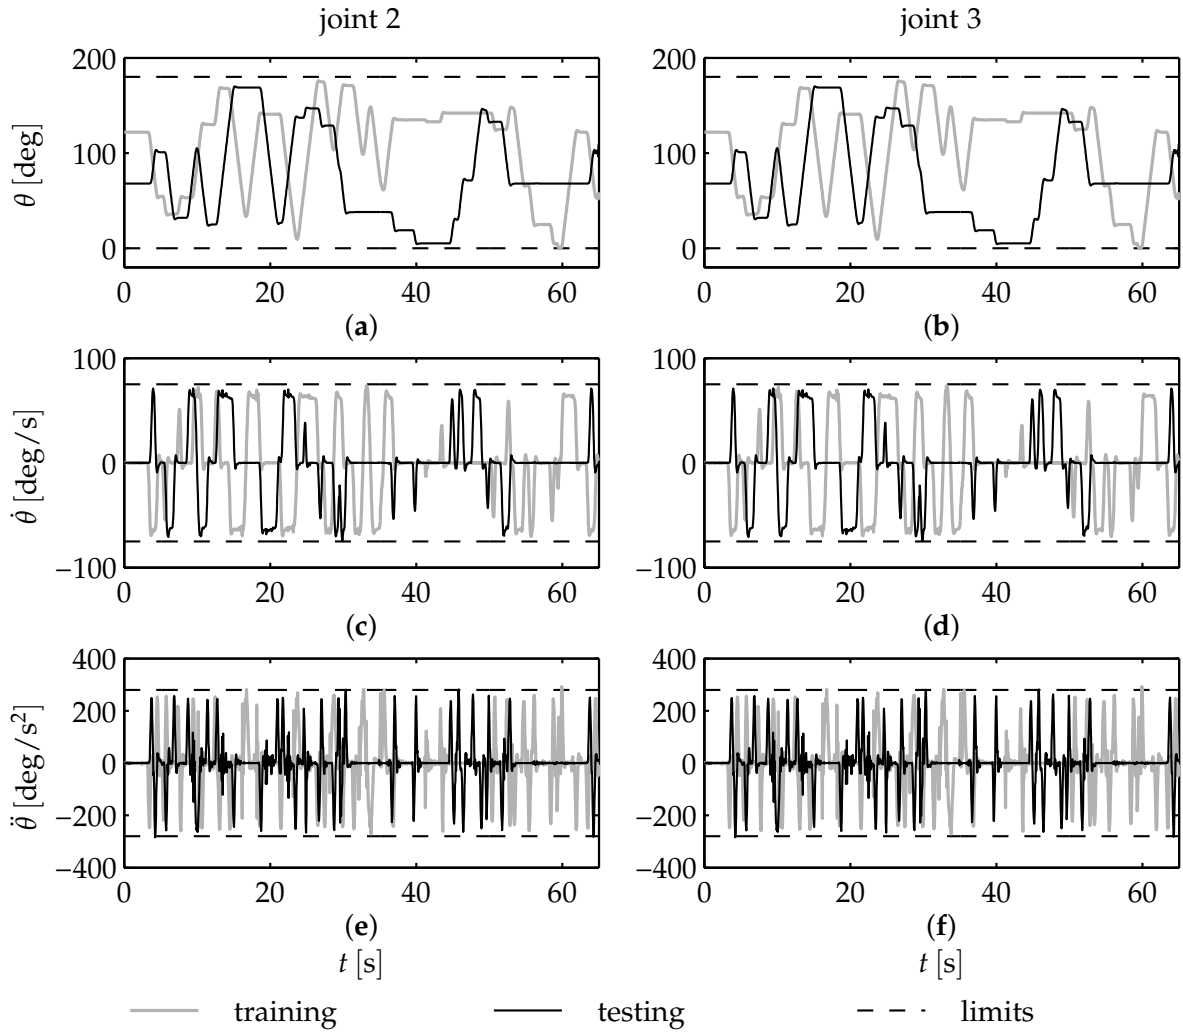 joint 2
joint 3
200
100
0
θ [deg]
0 20 40 60
(a)
200
100
0
0 20 40 60
(b)
100
0
−100
θ̇ [deg/s]
0 20 40 60
(c)
100
0
−100
0 20 40 60
(d)
400
200
0
−200
−400
θ̈ [deg/s²]
0 20 40 60
(e)
t [s]
400
200
0
−200
−400
0 20 40 60
(f)
t [s]
training
testing
limits